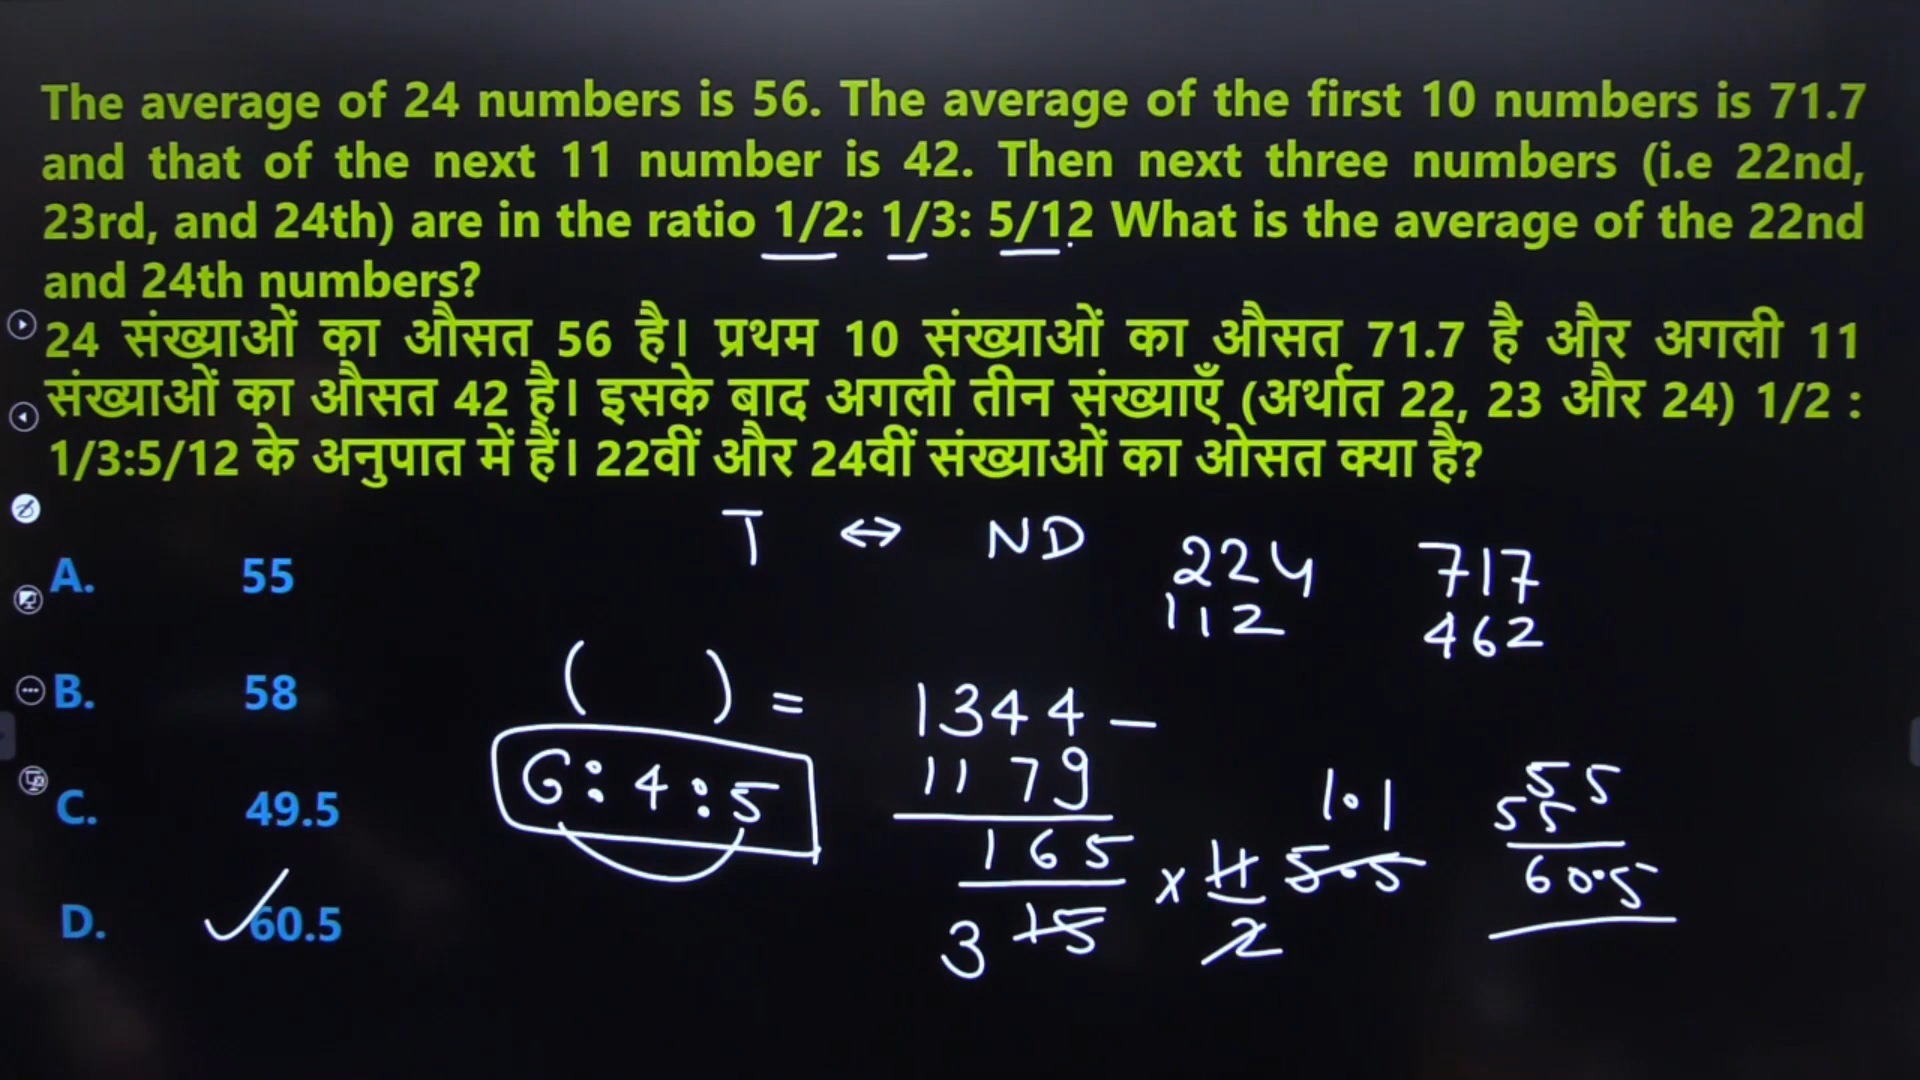 The average of 24 numbers is 56. The average of the first 10 numbers is 71.7
and that of the next 11 number is 42. Then next three numbers (i.e 22nd,
23rd, and 24th) are in the ratio 1/2: 1/3: 5/12 What is the average of the 22nd
and 24th numbers?
24 संख्याओं का औसत 56 है। प्रथम 10 संख्याओं का औसत 71.7 है और अगली 11
संख्याओं का औसत 42 है। इसके बाद अगली तीन संख्याएँ (अर्थात 22, 23 और 24) 1/2 :
1/3:5/12 के अनुपात में हैं। 22वीं और 24वीं संख्याओं का ओसत क्या है?
T ↔ ND
224 717
112 462
A. 55
B. 58
C. 49.5
D. 60.5
( ) = 1344 –
1179
6:4:5
165
3 15
x 11
2
1.1
5.5
55
55
60.5